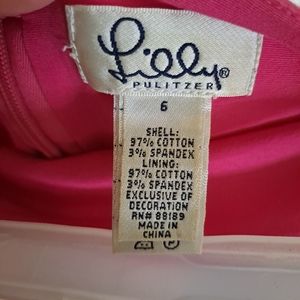 Lilly®
PULITZER
6
SHELL:
97% COTTON
3% SPANDEX
LINING:
97% COTTON
3% SPANDEX
EXCLUSIVE OF
DECORATION
RN# 88189
MADE IN
CHINA
P